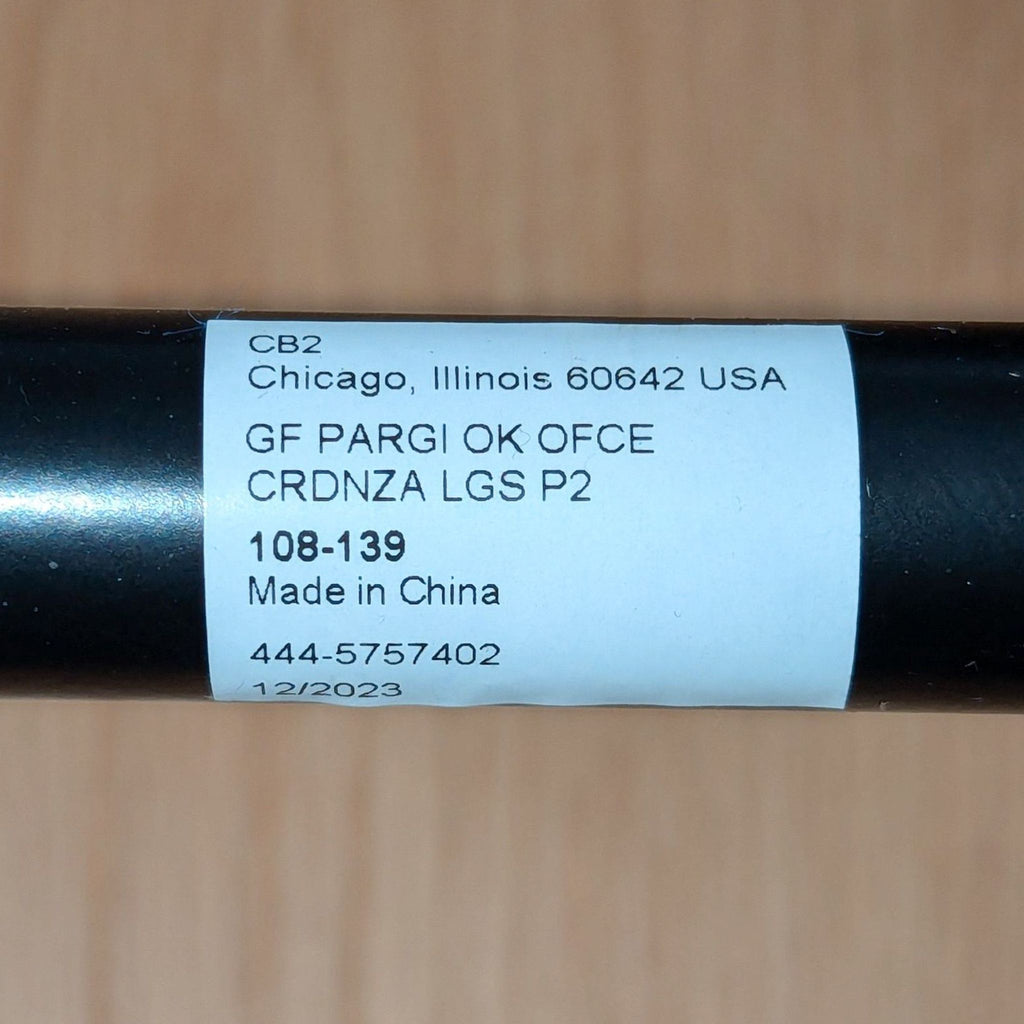 CB2
Chicago, Illinois 60642 USA
GF PARGI OK OFCE
CRDNZA LGS P2
108-139
Made in China
444-5757402
12/2023